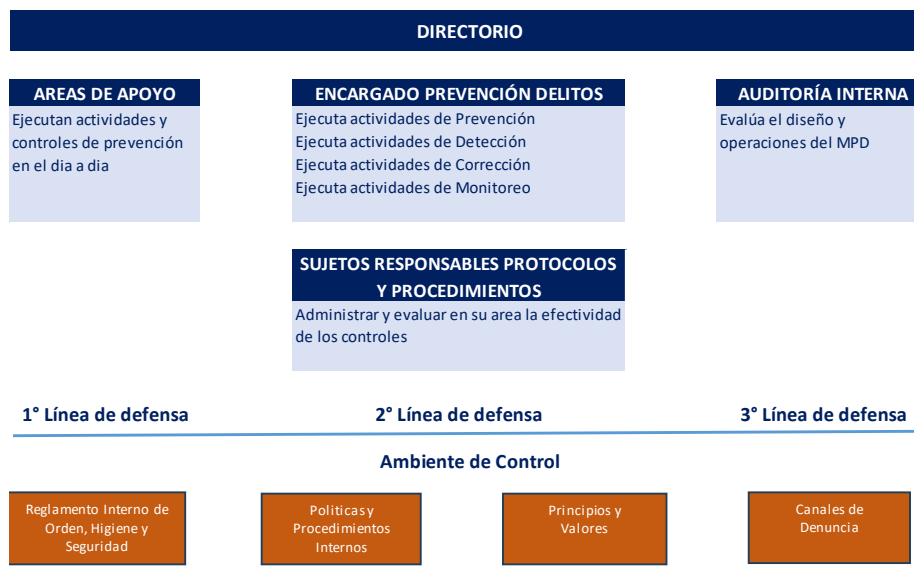 DIRECTORIO
AREAS DE APOYO
Ejecutan actividades y
controles de prevención
en el dia a dia
ENCARGADO PREVENCIÓN DELITOS
Ejecuta actividades de Prevención
Ejecuta actividades de Detección
Ejecuta actividades de Corrección
Ejecuta actividades de Monitoreo
AUDITORÍA INTERNA
Evalúa el diseño y
operaciones del MPD
SUJETOS RESPONSABLES PROTOCOLOS
Y PROCEDIMIENTOS
Administrar y evaluar en su area la efectividad
de los controles
1° Línea de defensa
2° Línea de defensa
3° Línea de defensa
Ambiente de Control
Reglamento Interno de
Orden, Higiene y
Seguridad
Politicas y
Procedimientos
Internos
Principios y
Valores
Canales de
Denuncia